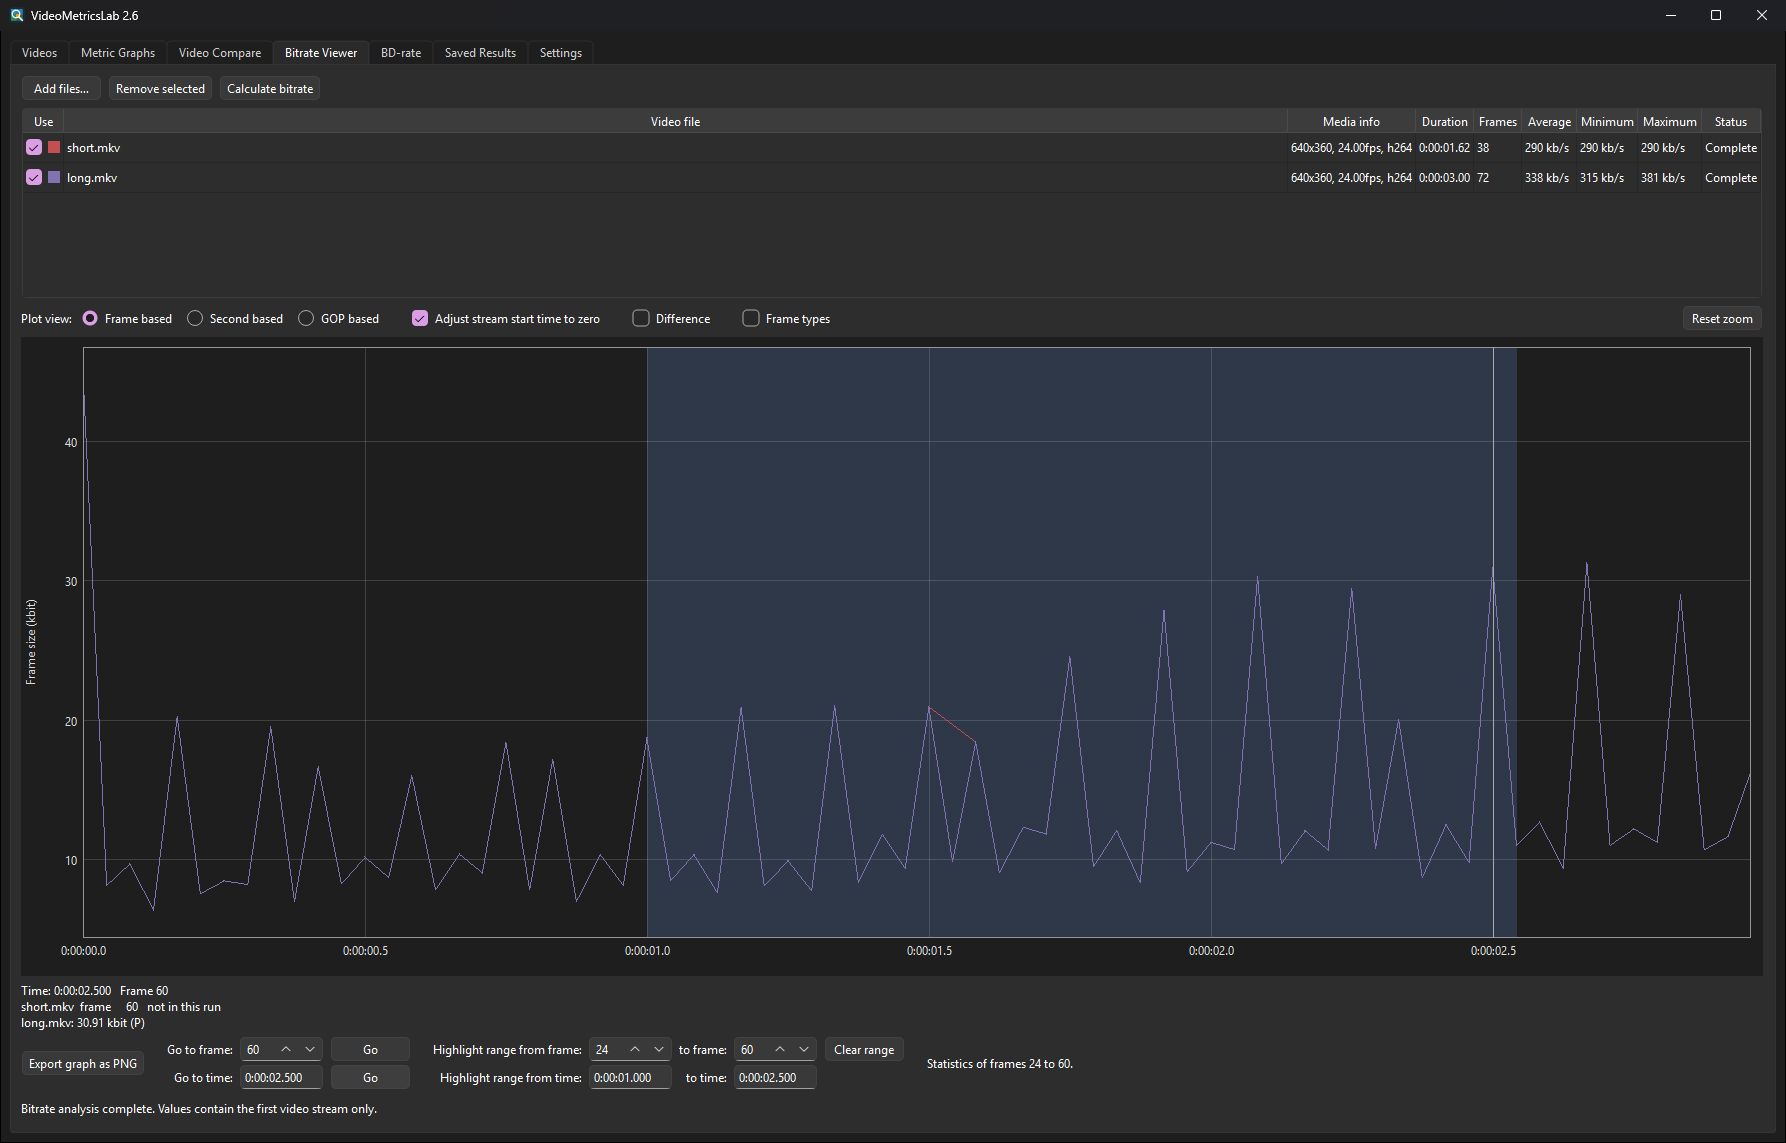 VideoMetricsLab 2.6
Videos Metric Graphs Video Compare Bitrate Viewer BD-rate Saved Results Settings
Add files... Remove selected Calculate bitrate
Use Video file Media info Duration Frames Average Minimum Maximum Status
short.mkv 640x360, 24.00fps, h264 0:00:01.62 38 290 kb/s 290 kb/s 290 kb/s Complete
long.mkv 640x360, 24.00fps, h264 0:00:03.00 72 338 kb/s 315 kb/s 381 kb/s Complete
Plot view: Frame based Second based GOP based Adjust stream start time to zero Difference Frame types Reset zoom
40
30
Frame size (kbit)
20
10
0:00:00.0 0:00:00.5 0:00:01.0 0:00:01.5 0:00:02.0 0:00:02.5
Time: 0:00:02.500 Frame 60
short.mkv frame 60 not in this run
long.mkv: 30.91 kbit (P)
Export graph as PNG
Go to frame: 60 Go Highlight range from frame: 24 to frame: 60 Clear range
Go to time: 0:00:02.500 Go Highlight range from time: 0:00:01.000 to time: 0:00:02.500
Statistics of frames 24 to 60.
Bitrate analysis complete. Values contain the first video stream only.